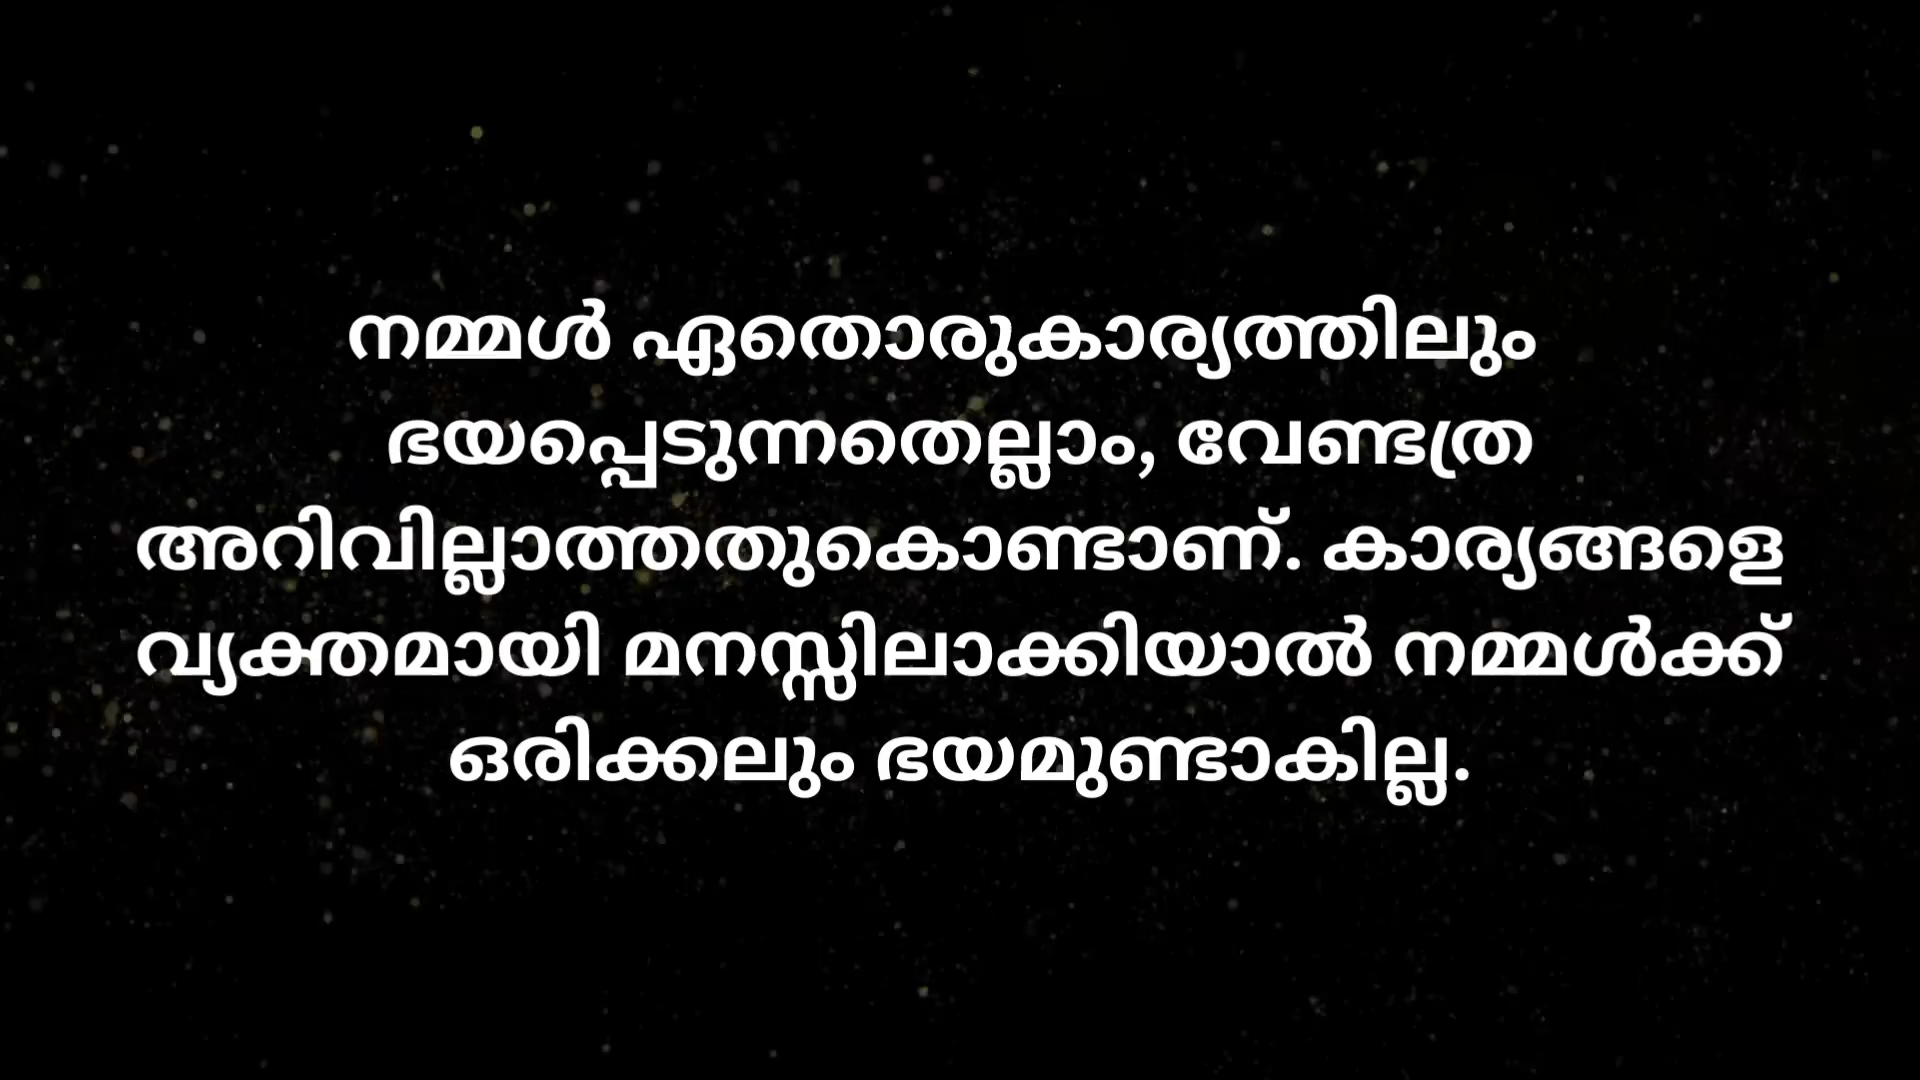 നമ്മൾ ഏതൊരുകാര്യത്തിലും
ഭയപ്പെടുന്നതെല്ലാം, വേണ്ടത്ര
അറിവില്ലാത്തതുകൊണ്ടാണ്. കാര്യങ്ങളെ
വ്യക്തമായി മനസ്സിലാക്കിയാൽ നമ്മൾക്ക്
ഒരിക്കലും ഭയമുണ്ടാകില്ല.